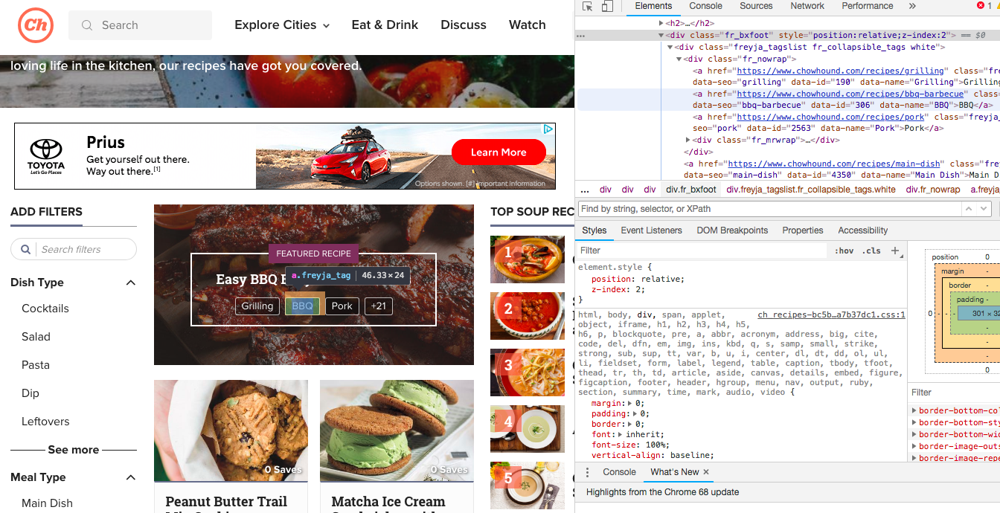 Ch
Search
Explore Cities
Eat & Drink
Discuss
Watch
loving life in the kitchen, our recipes have got you covered.
TOYOTA
Let's Go Places
Prius
Get yourself out there.
Way out there.[1]
Learn More
Options shown. [#] Important Information
ADD FILTERS
Search filters
Dish Type
Cocktails
Salad
Pasta
Dip
Leftovers
See more
Meal Type
Main Dish
FEATURED RECIPE
Easy BBQ
a.freyja_tag 46.33×24
Grilling
BBQ
Pork
+21
0 Saves
Peanut Butter Trail
0 Saves
Matcha Ice Cream
TOP SOUP REC
1
2
3
4
5
Elements Console Sources Network Performance » 1
<h2>…</h2>
… <div class="fr_bxfoot" style="position:relative;z-index:2"> == $0
<div class="freyja_tagslist fr_collapsible_tags white">
<div class="fr_nowrap">
<a href="https://www.chowhound.com/recipes/grilling" class="fre
data-seo="grilling" data-id="190" data-name="Grilling">Grilling
<a href="https://www.chowhound.com/recipes/bbq-barbecue" class=
data-seo="bbq-barbecue" data-id="306" data-name="BBQ">BBQ</a>
<a href="https://www.chowhound.com/recipes/pork" class="freyja
seo="pork" data-id="2563" data-name="Pork">Pork</a>
<div class="fr_mrwrap">…</div>
</div>
<a href="https://www.chowhound.com/recipes/main-dish" class="fre
data-seo="main-dish" data-id="4350" data-name="Main Dish">Main D
… div div div div.fr_bxfoot div.freyja_tagslist.fr_collapsible_tags.white div.fr_nowrap a.freyja
Find by string, selector, or XPath
Styles Event Listeners DOM Breakpoints Properties Accessibility
Filter :hov .cls +
element.style {
position: relative;
z-index: 2;
}
html, body, div, span, applet, ch_recipes-bc5b…a7b37dc1.css:1
object, iframe, h1, h2, h3, h4, h5,
h6, p, blockquote, pre, a, abbr, acronym, address, big, cite,
code, del, dfn, em, img, ins, kbd, q, s, samp, small, strike,
strong, sub, sup, tt, var, b, u, i, center, dl, dt, dd, ol, ul,
li, fieldset, form, label, legend, table, caption, tbody, tfoot,
thead, tr, th, td, article, aside, canvas, details, embed, figure,
figcaption, footer, header, hgroup, menu, nav, output, ruby,
section, summary, time, mark, audio, video {
margin: 0;
padding: 0;
border: 0;
font: inherit;
font-size: 100%;
vertical-align: baseline;
position 0
margin -
border -
padding -
0 - - - 301 × 32
-
-
-
0
Filter
border-bottom-co
border-bottom-sty
border-bottom-wid
border-image-outs
border-image-repe
Console What's New ×
Highlights from the Chrome 68 update